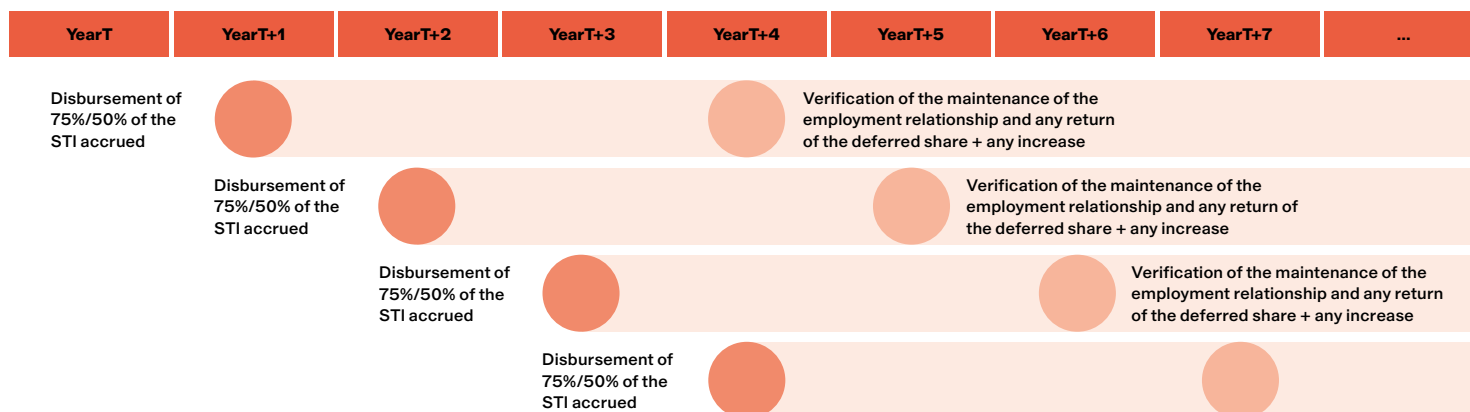 YearT YearT+1 YearT+2 YearT+3 YearT+4 YearT+5 YearT+6 YearT+7 ...
Disbursement of
75%/50% of the
STI accrued
Verification of the maintenance of the
employment relationship and any return
of the deferred share + any increase
Disbursement of
75%/50% of the
STI accrued
Verification of the maintenance of the
employment relationship and any return of
the deferred share + any increase
Disbursement of
75%/50% of the
STI accrued
Verification of the maintenance of the
employment relationship and any return
of the deferred share + any increase
Disbursement of
75%/50% of the
STI accrued